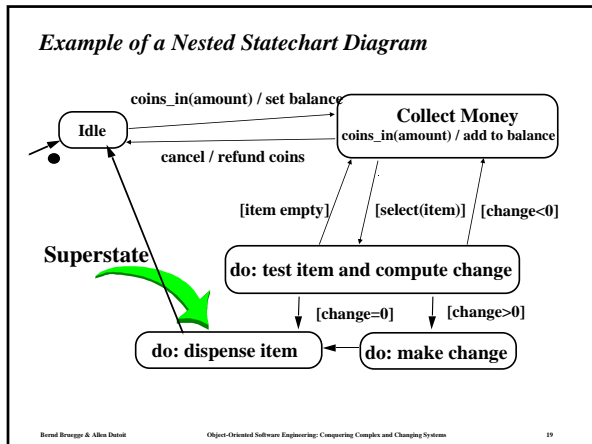 Example of a Nested Statechart Diagram
coins_in(amount) / set balance
Idle
Collect Money
coins_in(amount) / add to balance
cancel / refund coins
[item empty]
[select(item)]
[change<0]
Superstate
do: test item and compute change
[change=0]
[change>0]
do: dispense item
do: make change
Bernd Bruegge & Allen Dutoit
Object-Oriented Software Engineering: Conquering Complex and Changing Systems
19